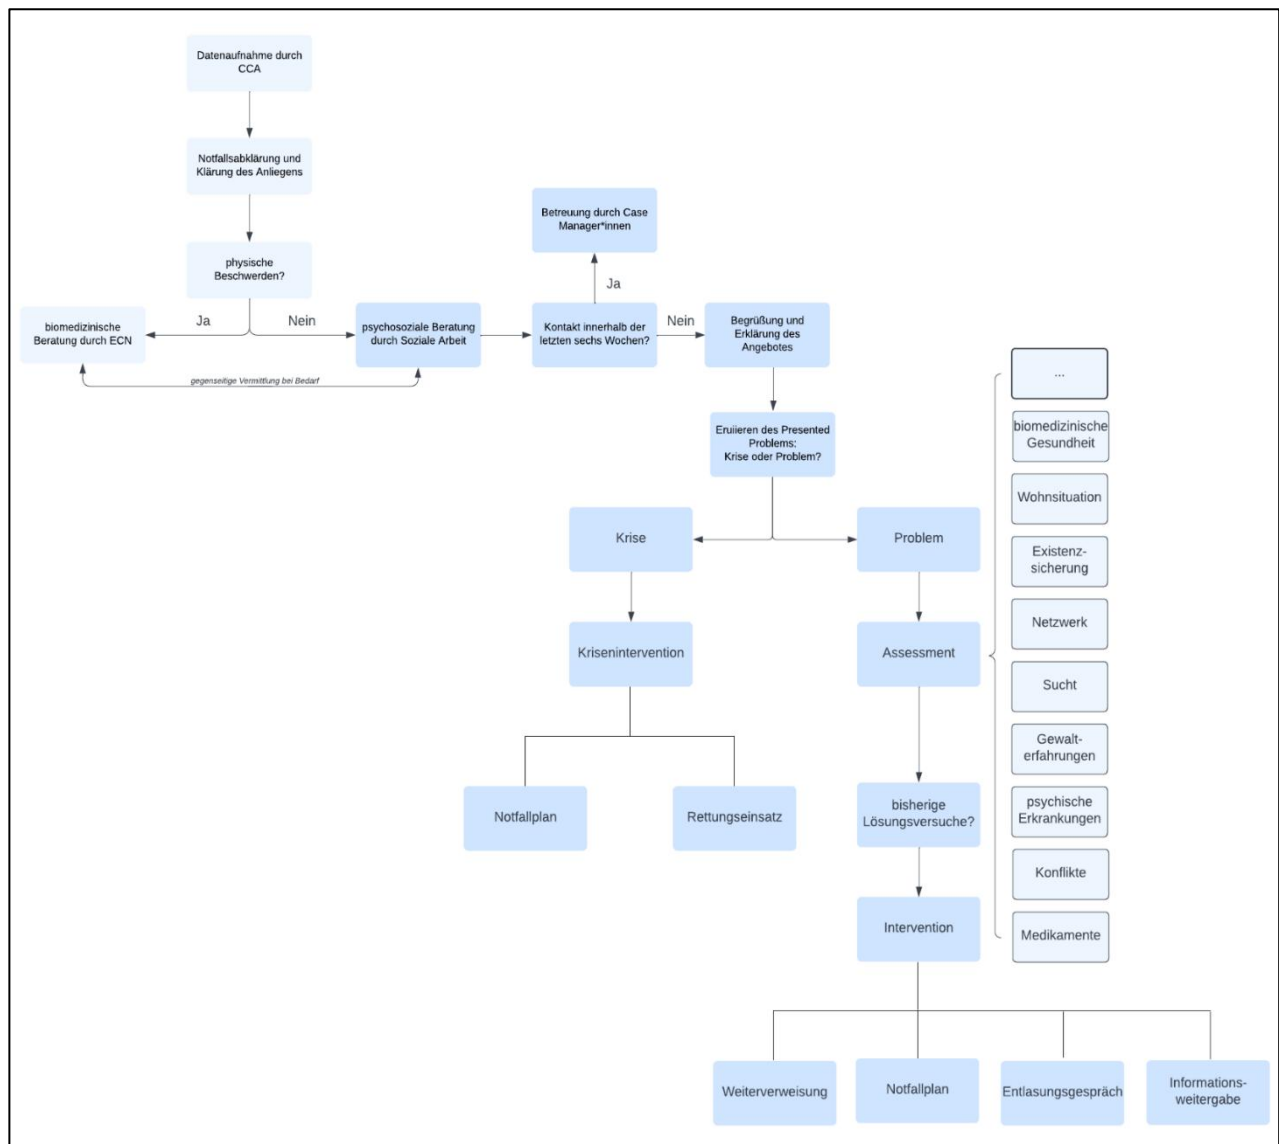 Datenaufnahme durch
CCA
Notfallsabklärung und
Klärung des Anliegens
physische
Beschwerden?
Ja
Nein
biomedizinische
Beratung durch ECN
psychosoziale Beratung
durch Soziale Arbeit
gegenseitige Vermittlung bei Bedarf
Betreuung durch Case
Manager*innen
Ja
Kontakt innerhalb der
letzten sechs Wochen?
Nein
Begrüßung und
Erklärung des
Angebotes
Eruiieren des Presented
Problems:
Krise oder Problem?
Krise
Problem
Krisenintervention
Assessment
Notfallplan
Rettungseinsatz
bisherige
Lösungsversuche?
Intervention
...
biomedizinische
Gesundheit
Wohnsituation
Existenz-
sicherung
Netzwerk
Sucht
Gewalt-
erfahrungen
psychische
Erkrankungen
Konflikte
Medikamente
Weiterverweisung
Notfallplan
Entlasungsgespräch
Informations-
weitergabe